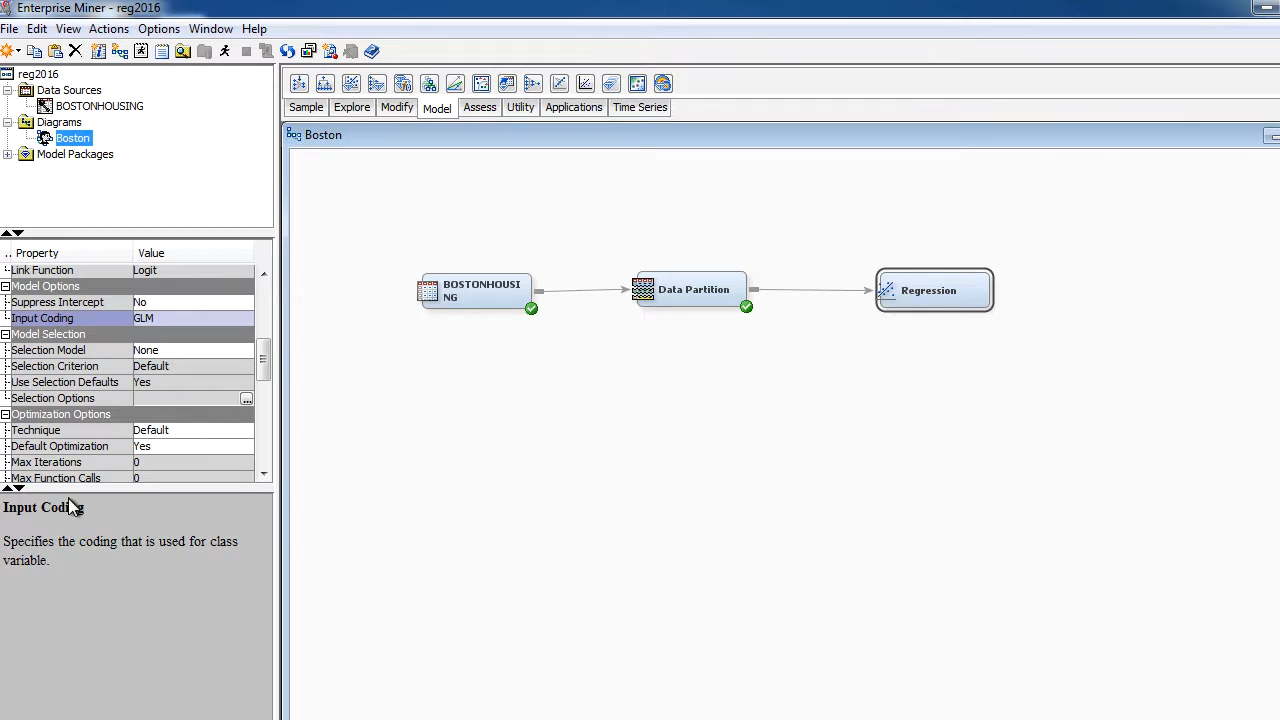 Enterprise Miner - reg2016
File Edit View Actions Options Window Help
reg2016
Data Sources
BOSTONHOUSING
Diagrams
Boston
Model Packages
Sample Explore Modify Model Assess Utility Applications Time Series
Boston
.. Property Value
Link Function Logit
Model Options
Suppress Intercept No
Input Coding GLM
Model Selection
Selection Model None
Selection Criterion Default
Use Selection Defaults Yes
Selection Options ...
Optimization Options
Technique Default
Default Optimization Yes
Max Iterations 0
Max Function Calls 0
Input Coding
Specifies the coding that is used for class
variable.
BOSTONHOUSI
NG
Data Partition
Regression